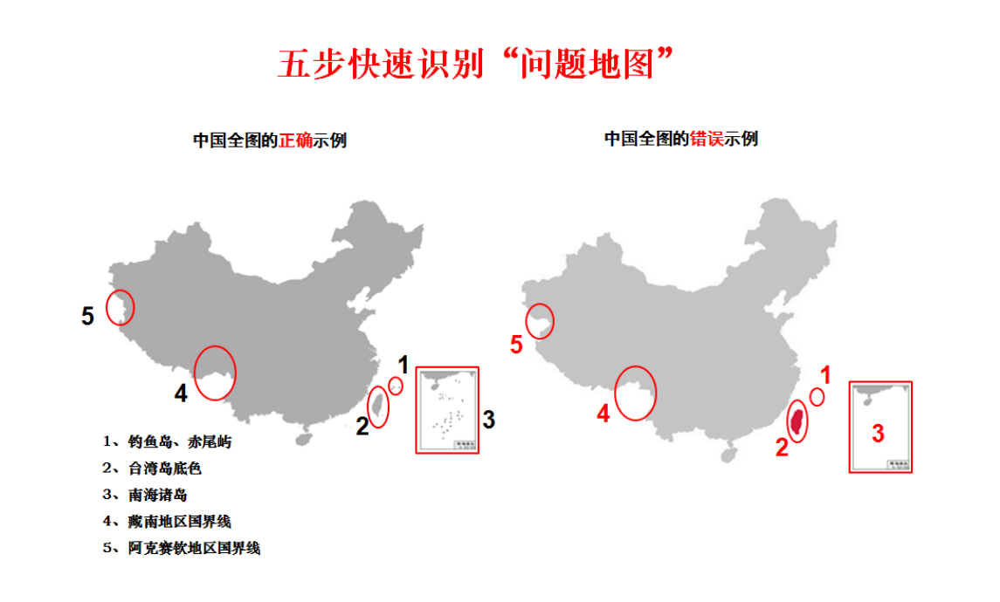 五步快速识别“问题地图”
中国全图的正确示例
中国全图的错误示例
5
4
1
2
3
5
4
1
2
3
1、钓鱼岛、赤尾屿
2、台湾岛底色
3、南海诸岛
4、藏南地区国界线
5、阿克赛钦地区国界线